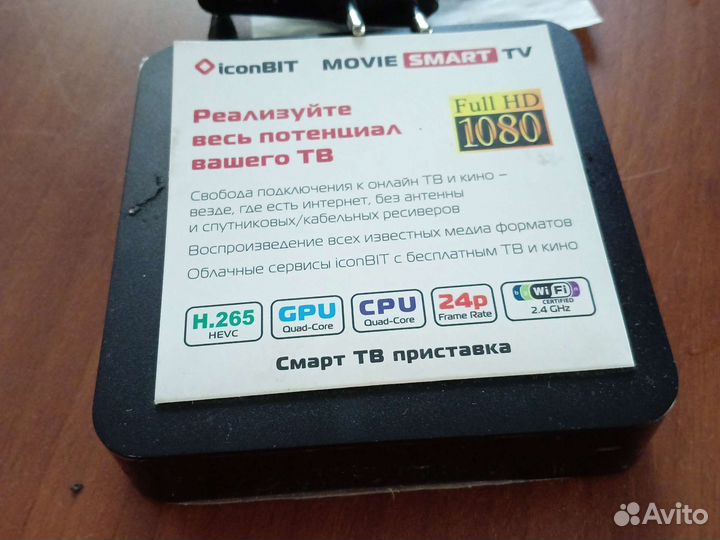 iconBIT MOVIE SMART TV
Реализуйте
весь потенциал
вашего ТВ
Full HD
1080
Свобода подключения к онлайн ТВ и кино –
везде, где есть интернет, без антенны
и спутниковых/кабельных ресиверов
Воспроизведение всех известных медиа форматов
Облачные сервисы iconBIT с бесплатным ТВ и кино
H.265
HEVC
GPU
Quad-Core
CPU
Quad-Core
24p
Frame Rate
Wi Fi
CERTIFIED
2.4 GHz
Смарт ТВ приставка
Avito